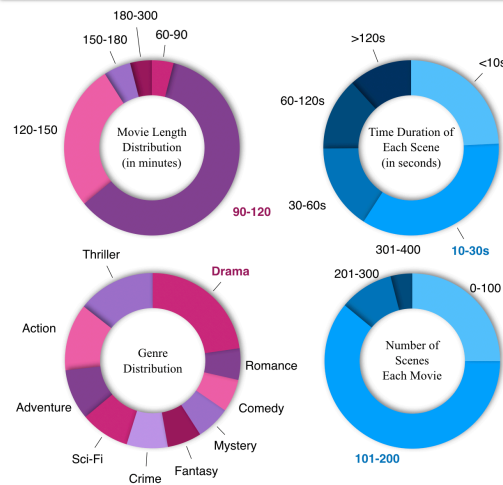 180-300
60-90
150-180
120-150
Movie Length
Distribution
(in minutes)
90-120
>120s
<10s
60-120s
Time Duration of
Each Scene
(in seconds)
30-60s
10-30s
Thriller
Drama
Action
Genre
Distribution
Romance
Adventure
Comedy
Mystery
Sci-Fi
Fantasy
Crime
301-400
201-300
0-100
Number of
Scenes
Each Movie
101-200